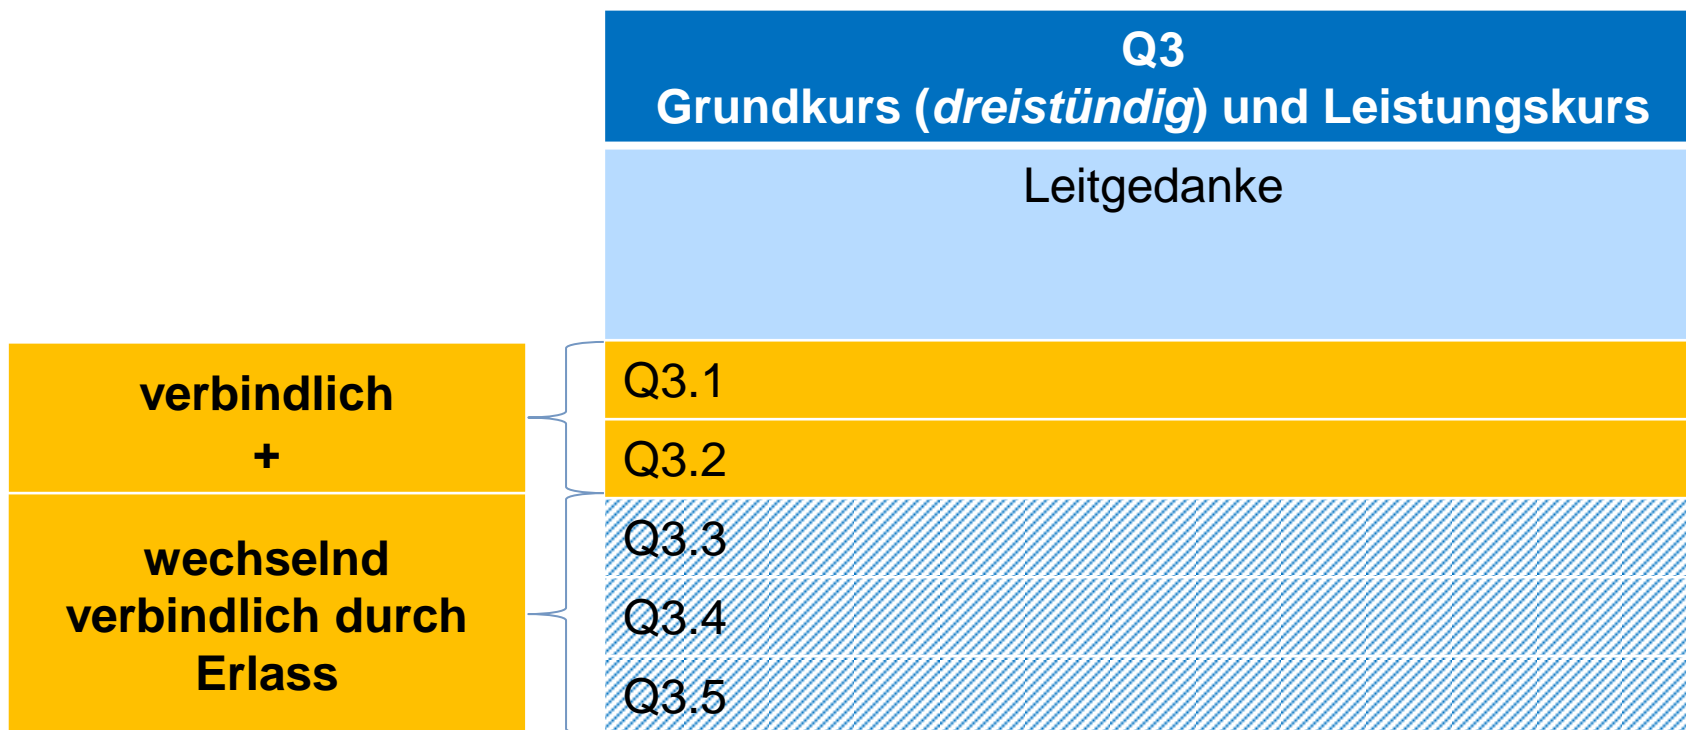 Q3
Grundkurs (dreistündig) und Leistungskurs
Leitgedanke
verbindlich
+
Q3.1
Q3.2
wechselnd
verbindlich durch
Erlass
Q3.3
Q3.4
Q3.5